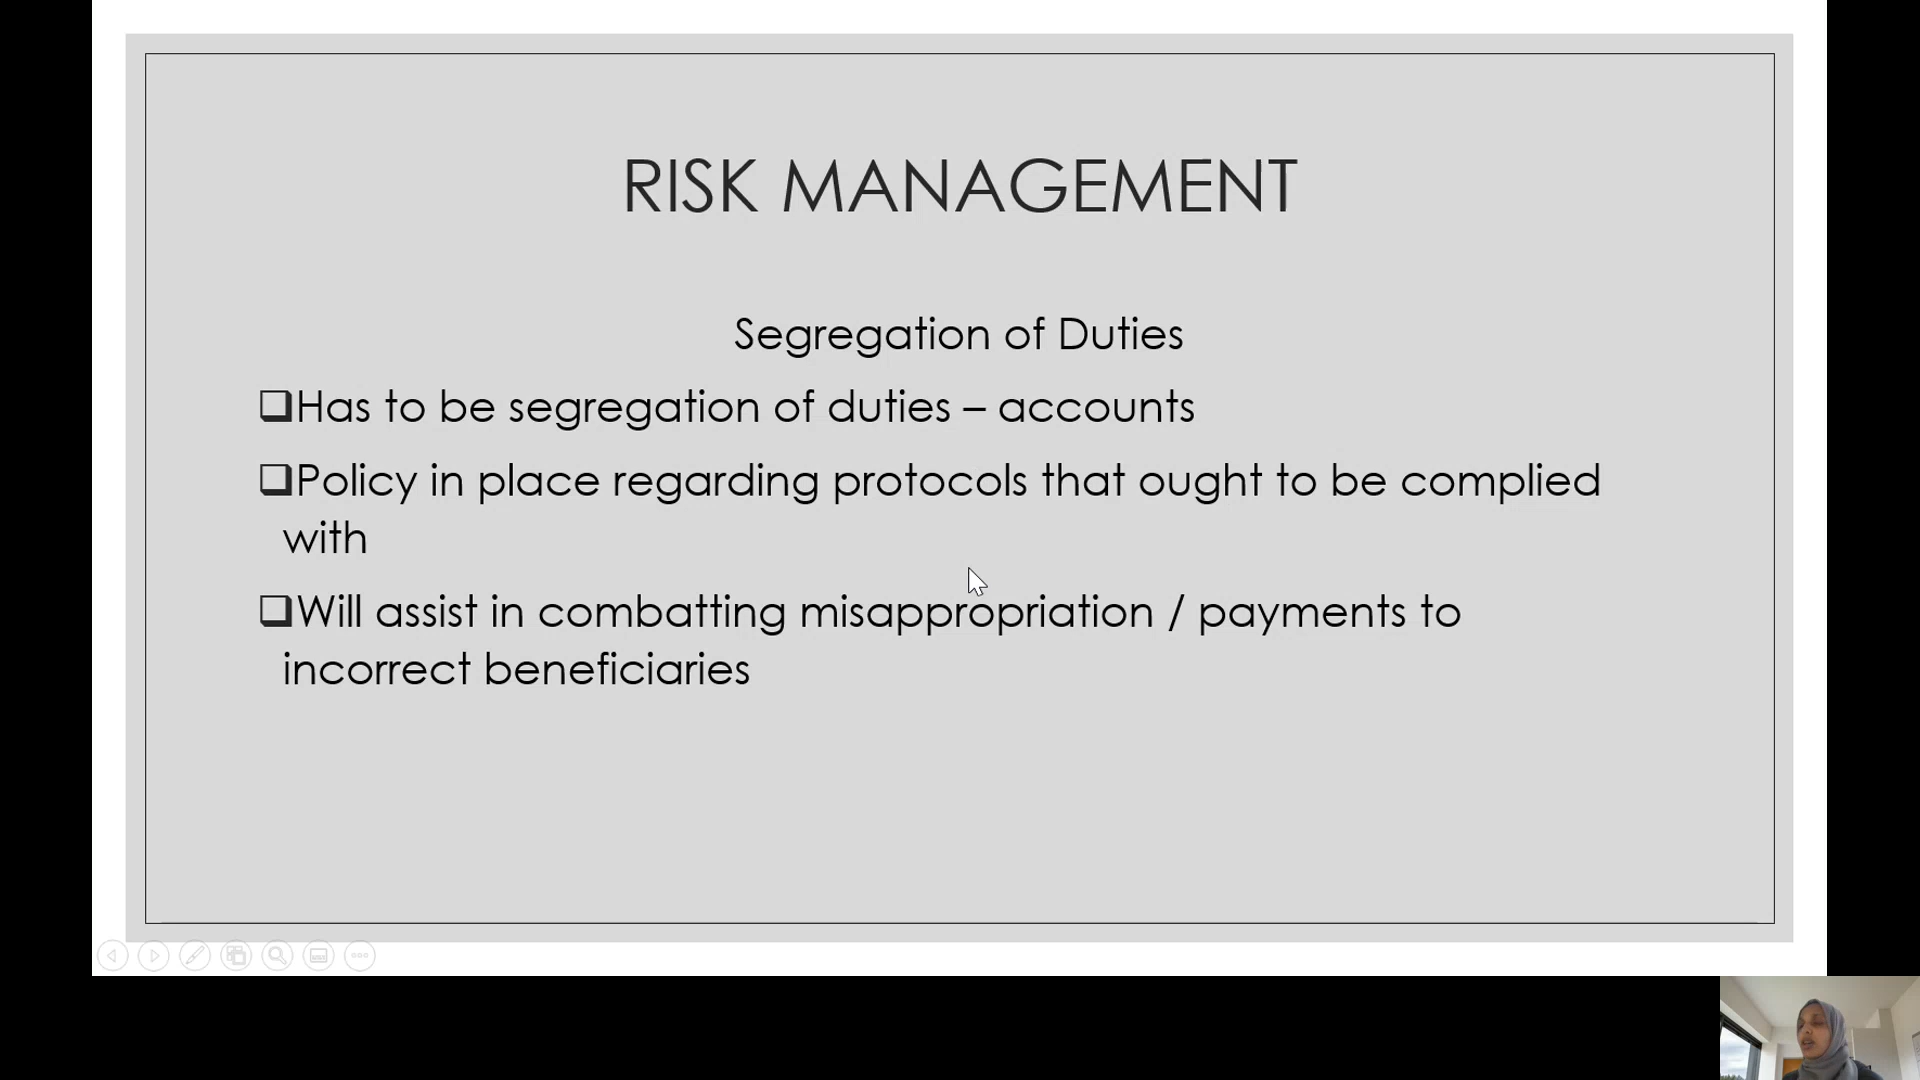 RISK MANAGEMENT
Segregation of Duties
❑Has to be segregation of duties – accounts
❑Policy in place regarding protocols that ought to be complied
with
❑Will assist in combatting misappropriation / payments to
incorrect beneficiaries